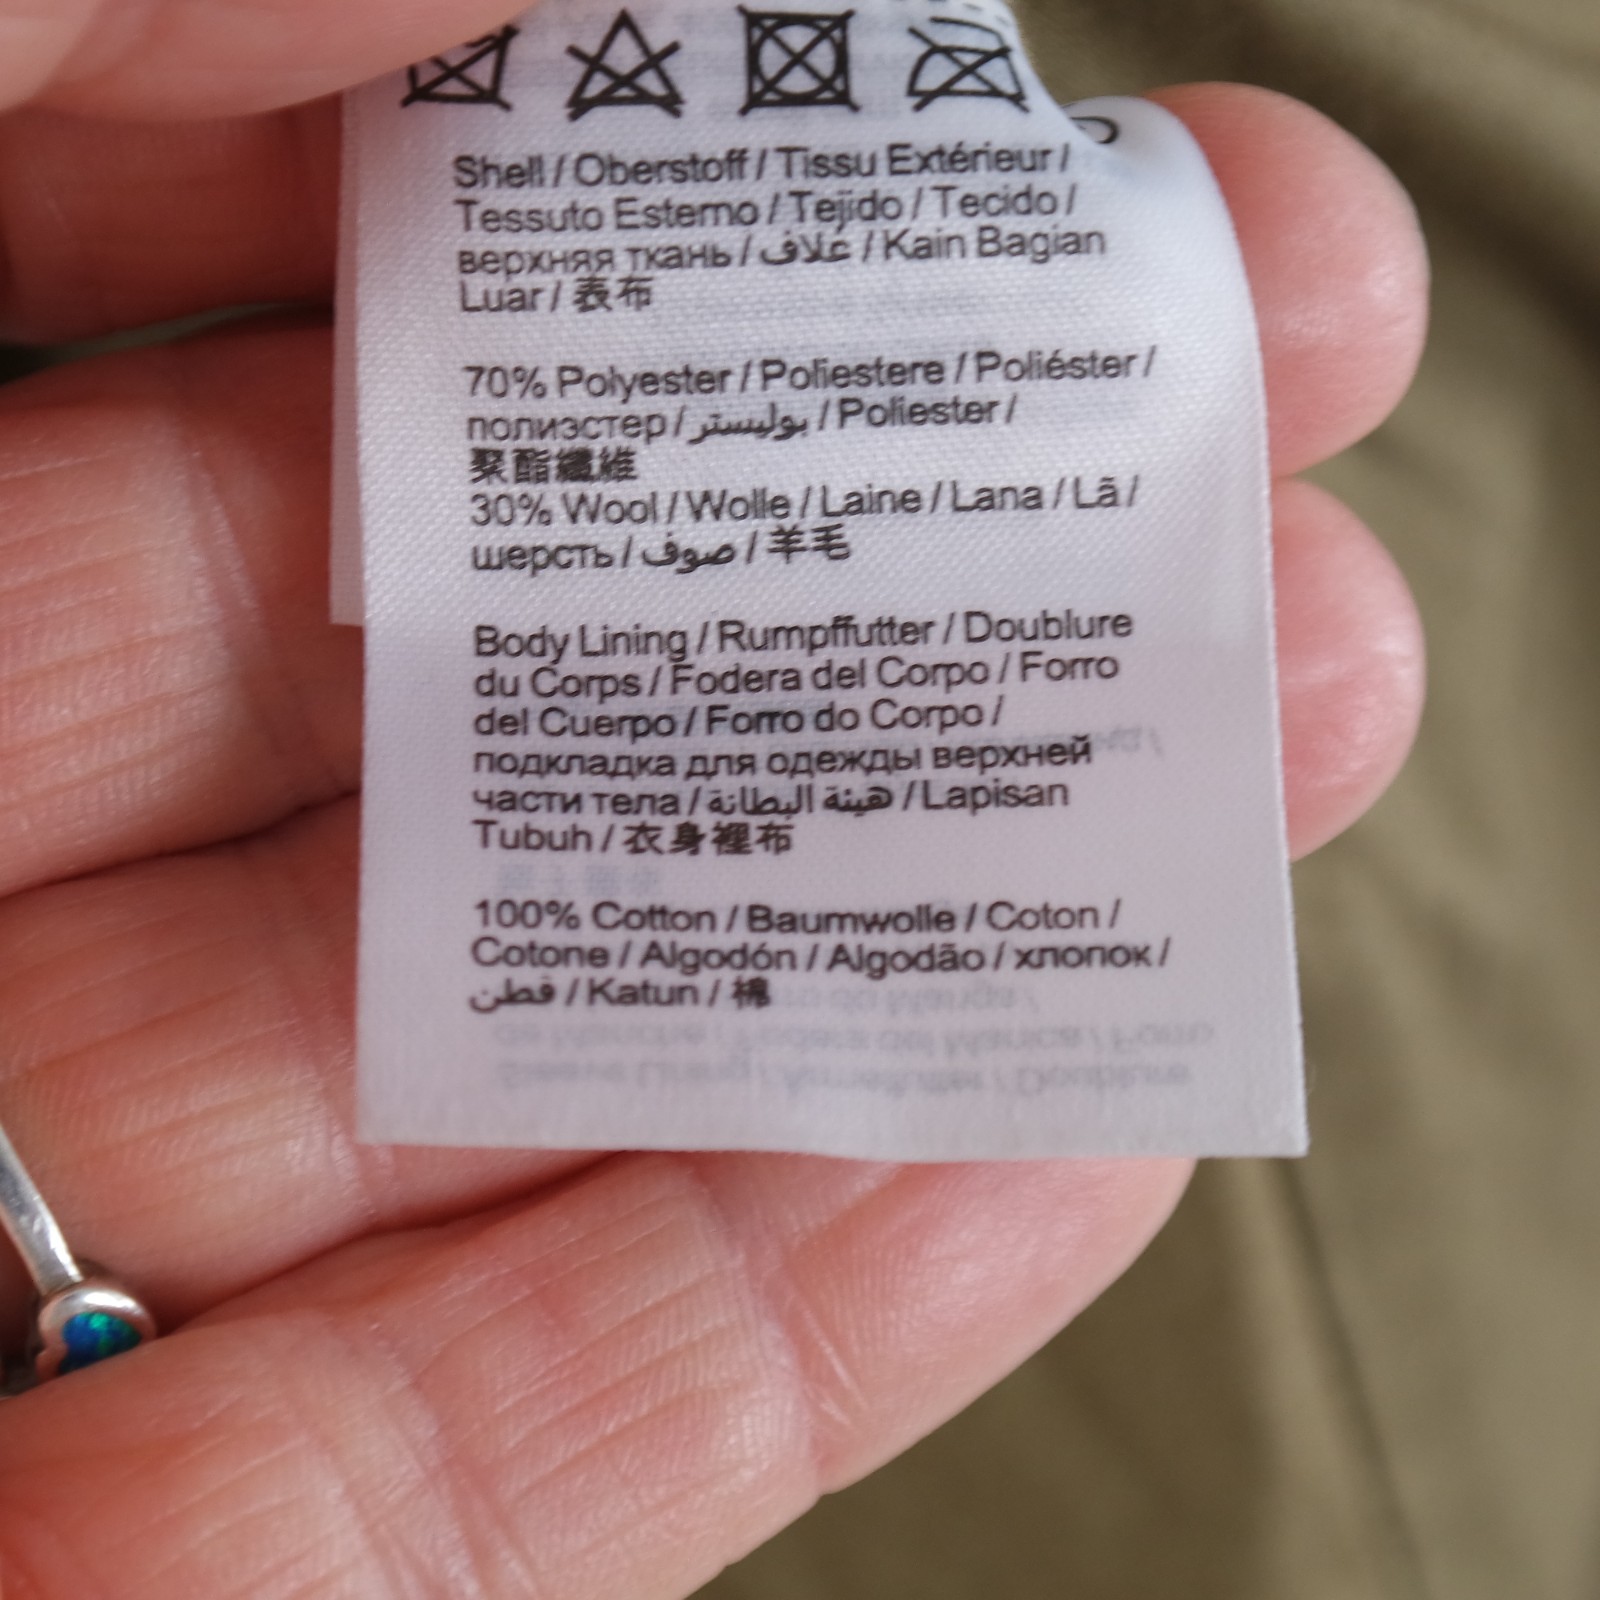 Shell / Oberstoff / Tissu Extérieur /
Tessuto Esterno / Tejido / Tecido /
верхняя ткань / غلاف / Kain Bagian
Luar / 表布
70% Polyester / Poliestere / Poliéster /
полиэстер / بوليستر / Poliester /
聚酯纖維
30% Wool / Wolle / Laine / Lana / Lã /
шерсть / صوف / 羊毛
Body Lining / Rumpffutter / Doublure
du Corps / Fodera del Corpo / Forro
del Cuerpo / Forro do Corpo /
подкладка для одежды верхней
части тела / هيئة البطانة / Lapisan
Tubuh / 衣身裡布
100% Cotton / Baumwolle / Coton /
Cotone / Algodón / Algodão / хлопок /
قطن / Katun / 棉